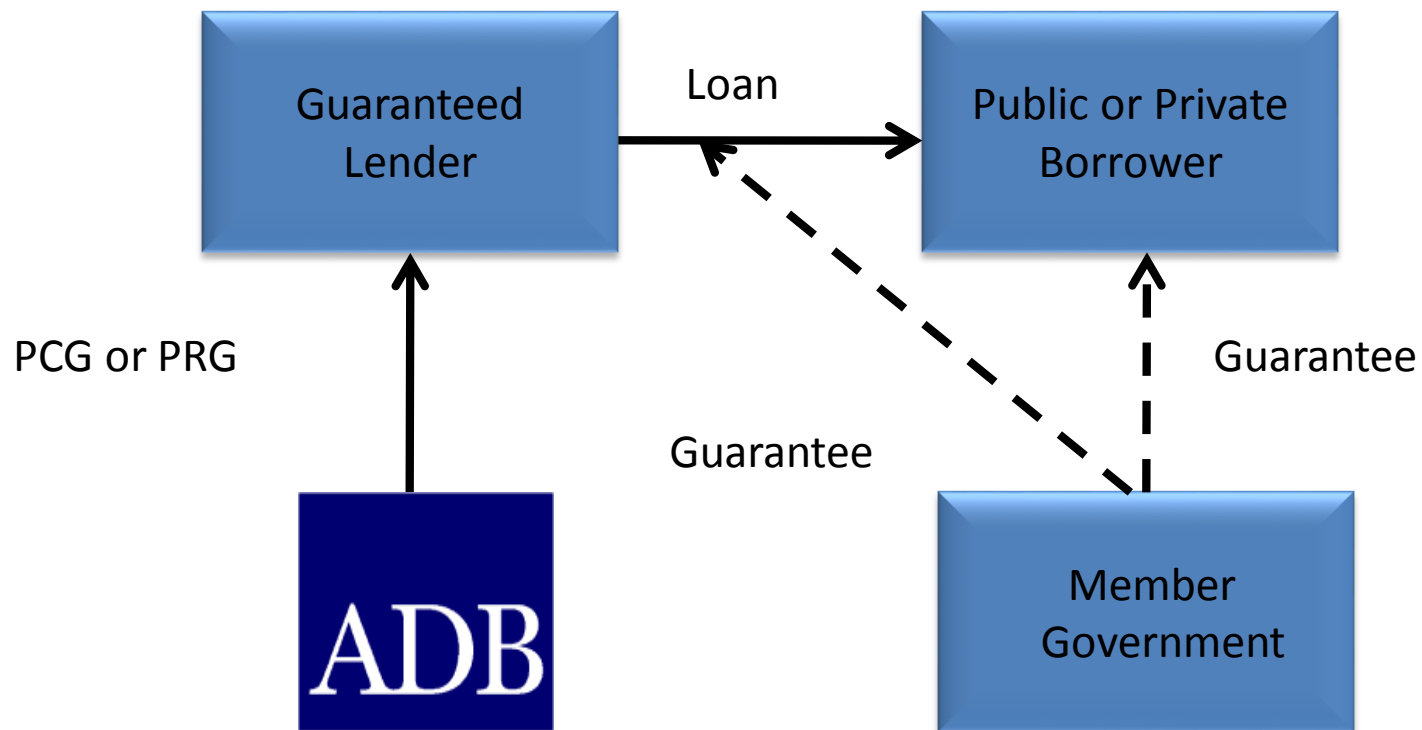 Guaranteed
Lender
Loan
Public or Private
Borrower
PCG or PRG
Guarantee
Guarantee
ADB
Member
Government